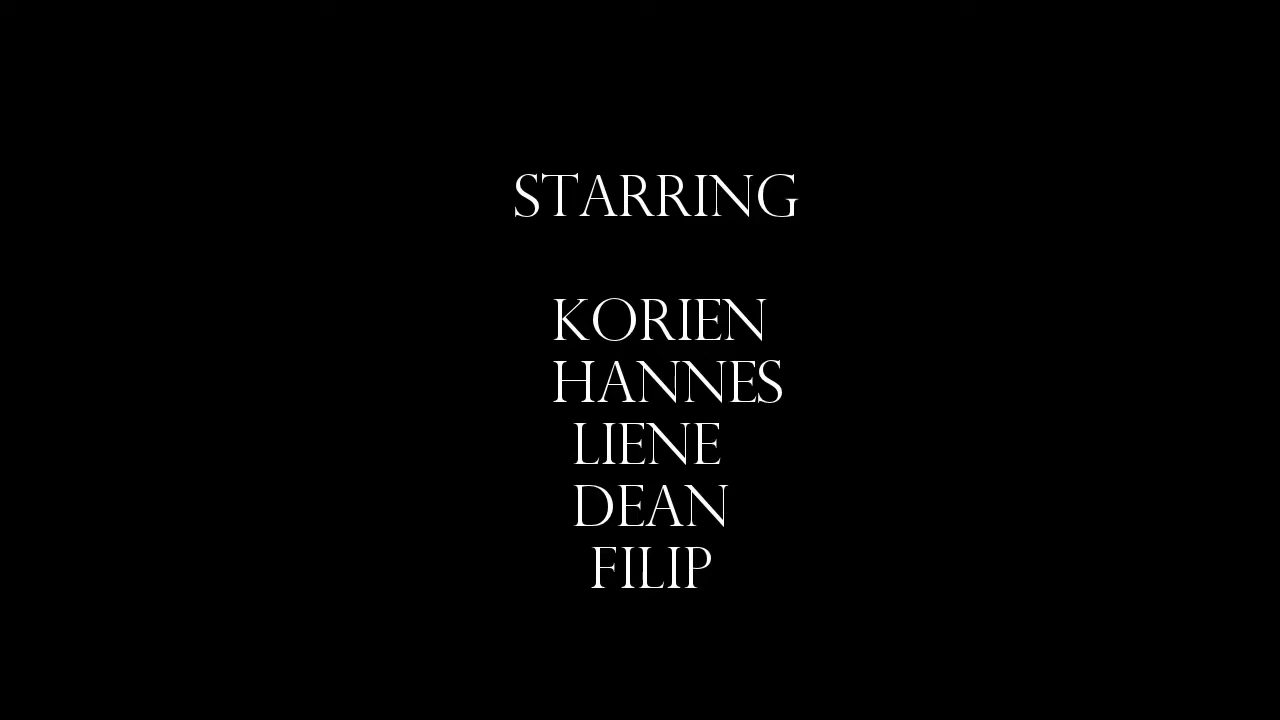 STARRING
KORIEN
HANNES
LIENE
DEAN
FILIP